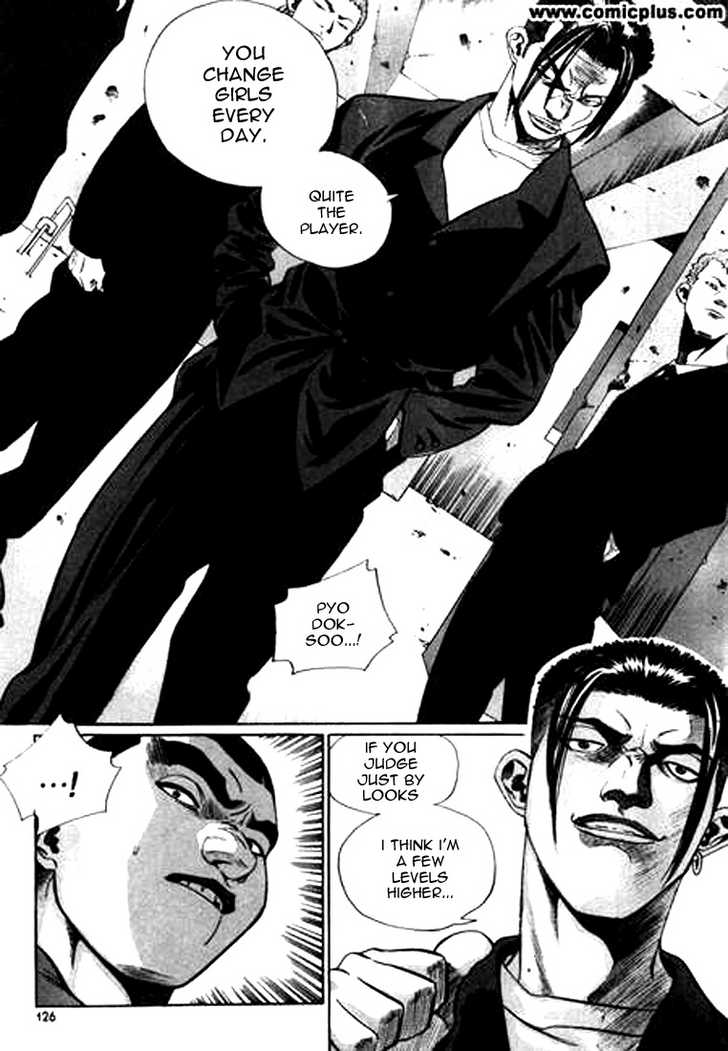 www.comicplus.com
YOU
CHANGE
GIRLS
EVERY
DAY.
QUITE
THE
PLAYER.
PYO
DOK-
SOO...!
...!
IF YOU
JUDGE
JUST BY
LOOKS
I THINK I'M
A FEW
LEVELS
HIGHER...
126